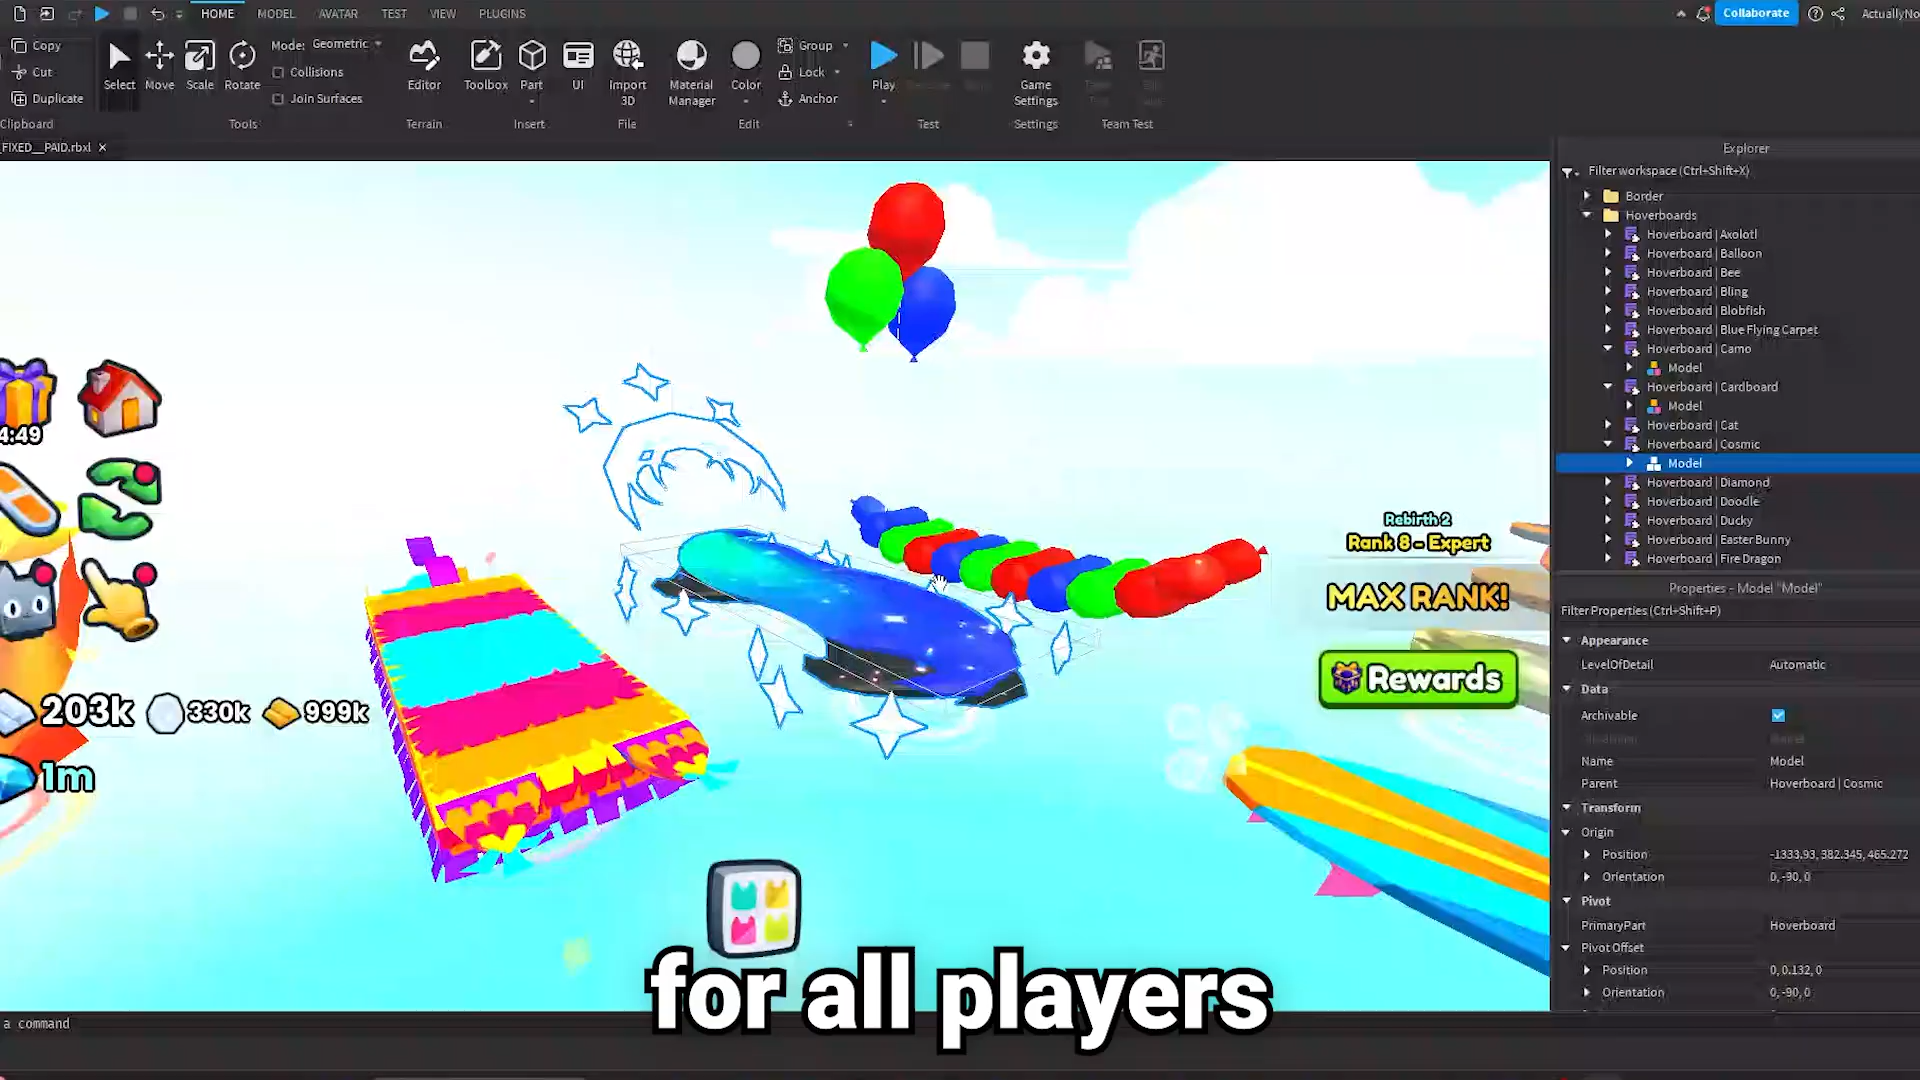 HOME MODEL AVATAR TEST VIEW PLUGINS
Collaborate
ActuallyNo
Copy
Cut
Duplicate
Clipboard
Select Move Scale Rotate
Mode: Geometric
Collisions
Join Surfaces
Tools
Editor
Terrain
Toolbox Part UI
Insert
Import 3D
File
Material Manager
Color
Group
Lock
Anchor
Edit
Play
Test
Game Settings
Settings
Team Test
_FIXED__PAID.rbxl
Explorer
Filter workspace (Ctrl+Shift+X)
Border
Hoverboards
Hoverboard | Axolotl
Hoverboard | Balloon
Hoverboard | Bee
Hoverboard | Bling
Hoverboard | Blobfish
Hoverboard | Blue Flying Carpet
Hoverboard | Camo
Model
Hoverboard | Cardboard
Model
Hoverboard | Cat
Hoverboard | Cosmic
Model
Hoverboard | Diamond
Hoverboard | Doodle
Hoverboard | Ducky
Hoverboard | Easter Bunny
Hoverboard | Fire Dragon
Properties - Model "Model"
Filter Properties (Ctrl+Shift+P)
Appearance
LevelOfDetail Automatic
Data
Archivable
Name Model
Parent Hoverboard | Cosmic
Transform
Origin
Position -1333.93, 382.345, 465.272
Orientation 0, -90, 0
Pivot
PrimaryPart Hoverboard
Pivot Offset
Position 0, 0.132, 0
Orientation 0, -90, 0
4:49
203k 330k 999k
1m
Rebirth 2
Rank 8 - Expert
MAX RANK!
Rewards
for all players
a command